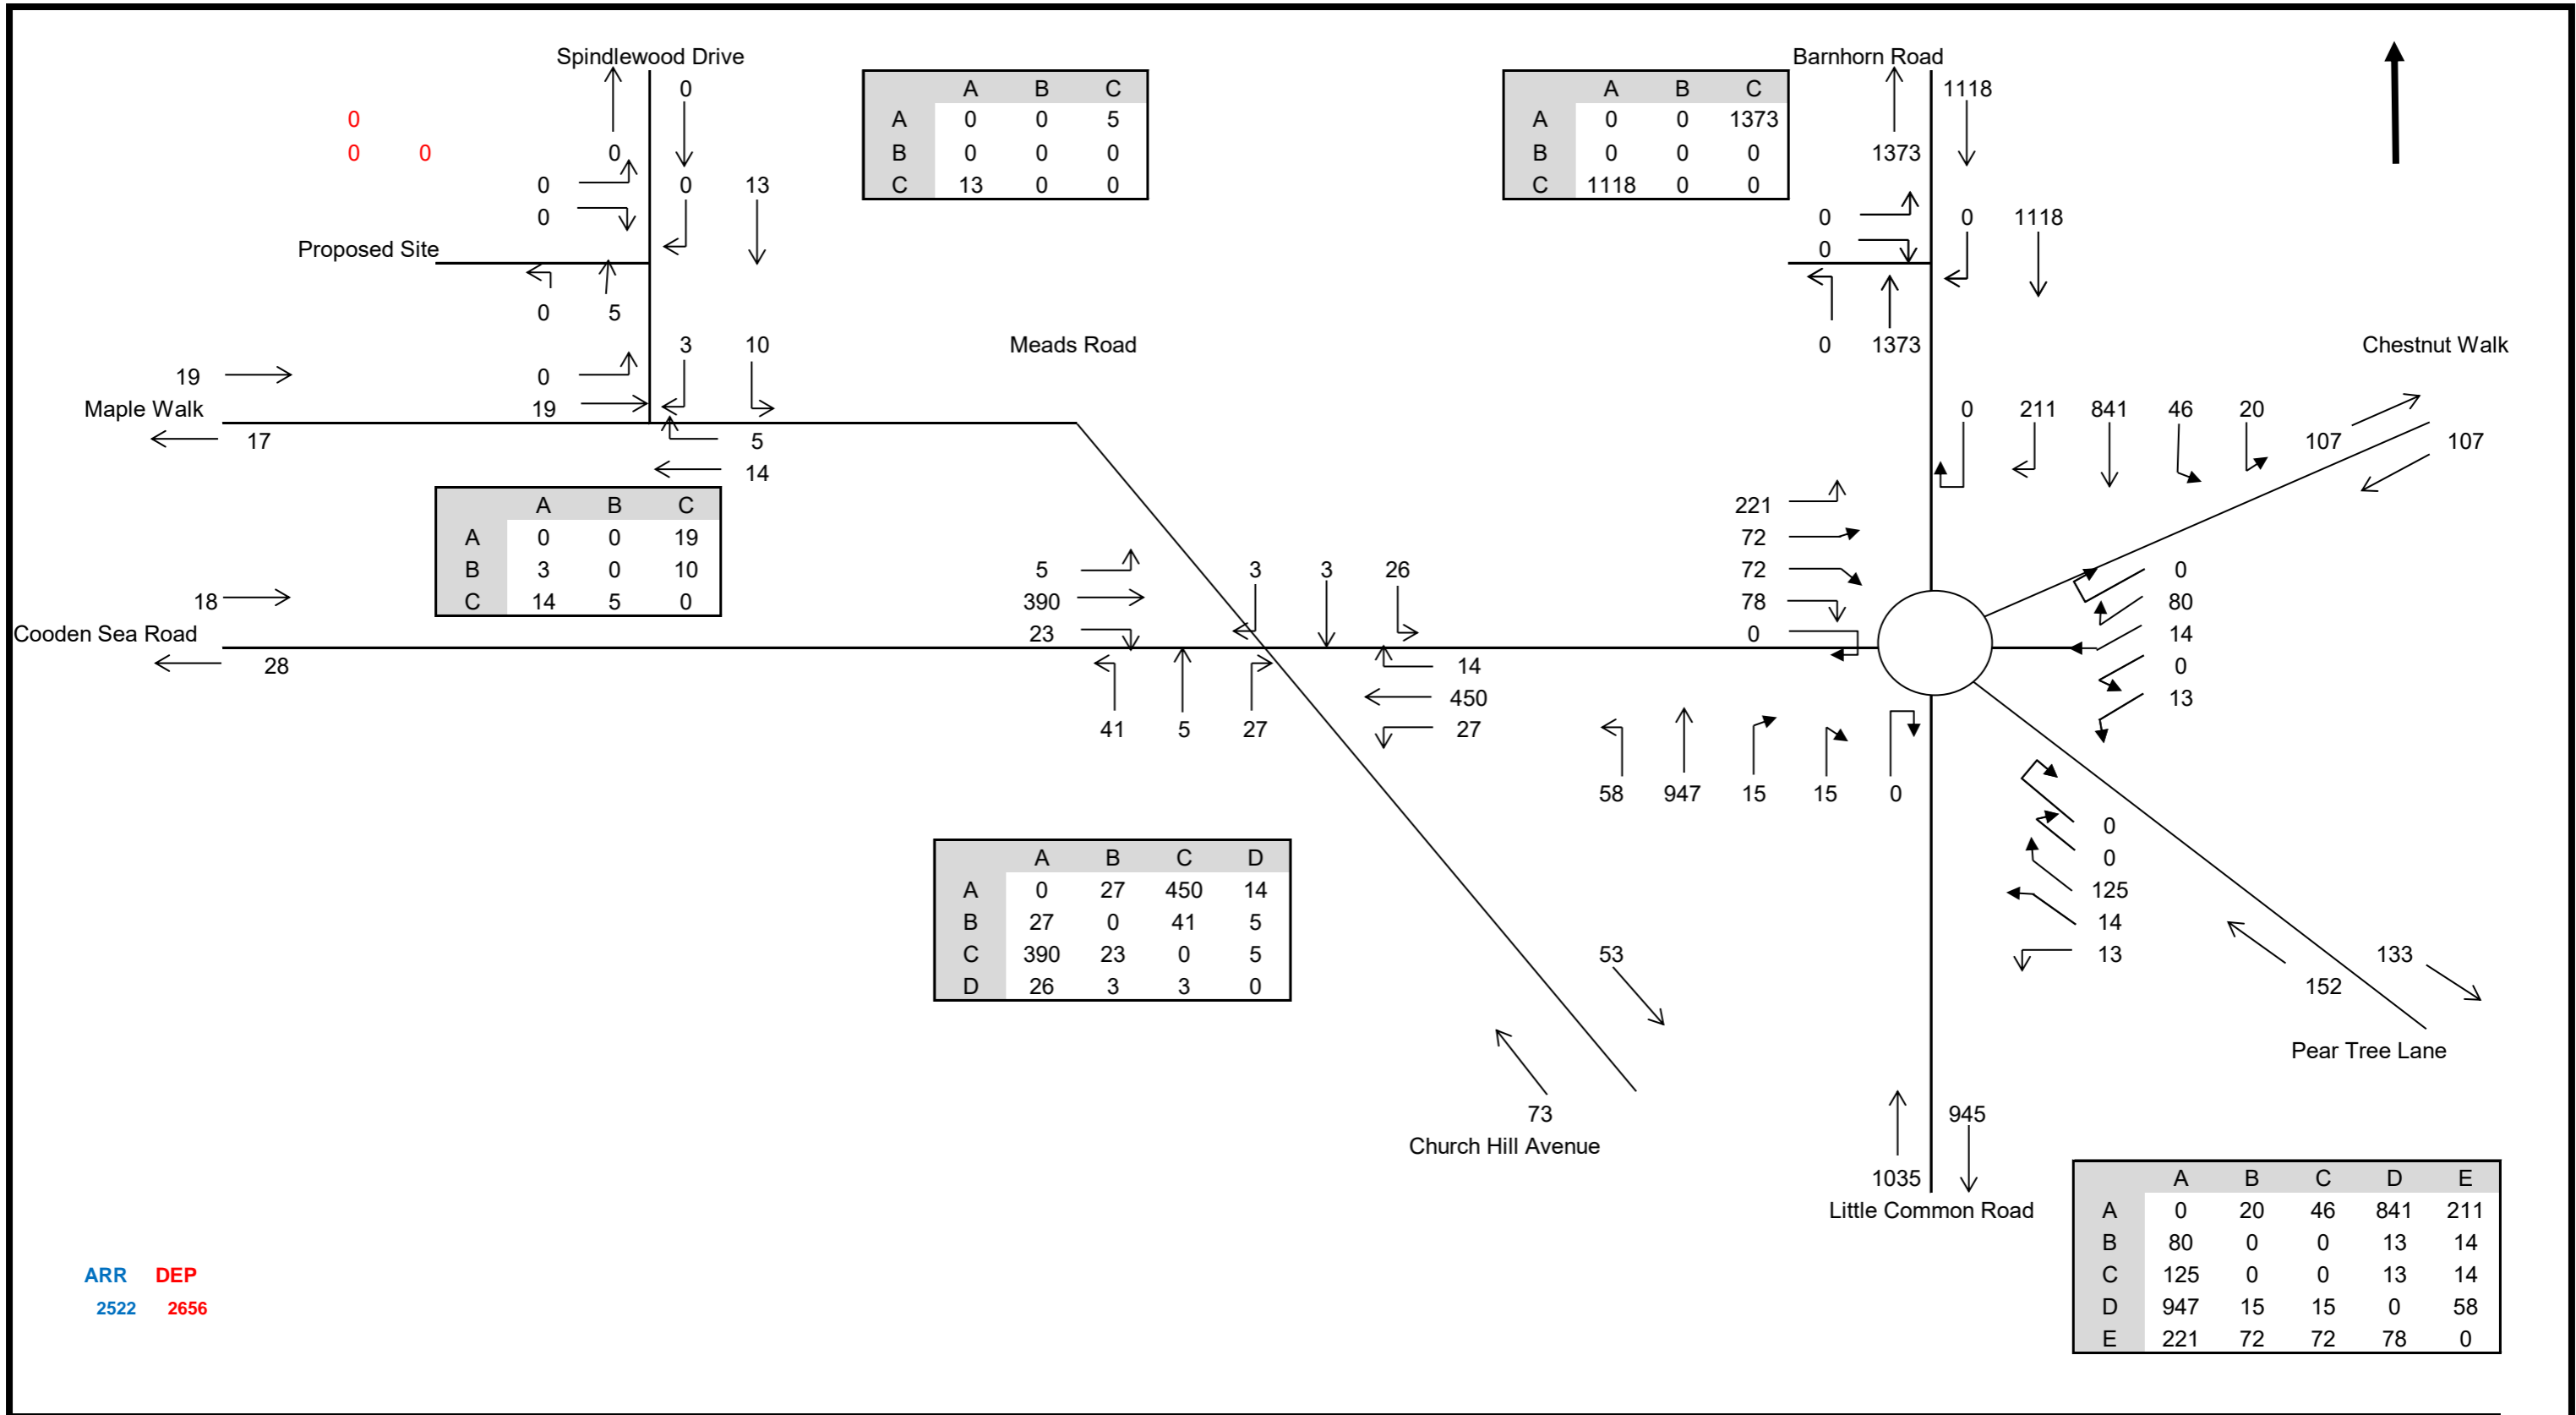 Spindlewood Drive
Barnhorn Road
0
1118
A B C
A 0 0 5
B 0 0 0
C 13 0 0
A B C
A 0 0 1373
B 0 0 0
C 1118 0 0
0
0 0
0
1373
0
0 13
0
0
0 1118
0
Proposed Site
0 5
0 1373
3 10
Meads Road
Chestnut Walk
19
0
Maple Walk
19
17
5
14
0 211 841 46 20
107
107
A B C
A 0 0 19
B 3 0 10
C 14 5 0
221
72
72
78
0
5
390
23
3 3 26
0
80
14
0
13
18
Cooden Sea Road
28
14
450
27
41 5 27
58 947 15 15 0
0
0
125
14
13
A B C D
A 0 27 450 14
B 27 0 41 5
C 390 23 0 5
D 26 3 3 0
53
133
152
Pear Tree Lane
73
Church Hill Avenue
945
1035
Little Common Road
A B C D E
A 0 20 46 841 211
B 80 0 0 13 14
C 125 0 0 13 14
D 947 15 15 0 58
E 221 72 72 78 0
ARR DEP
2522 2656